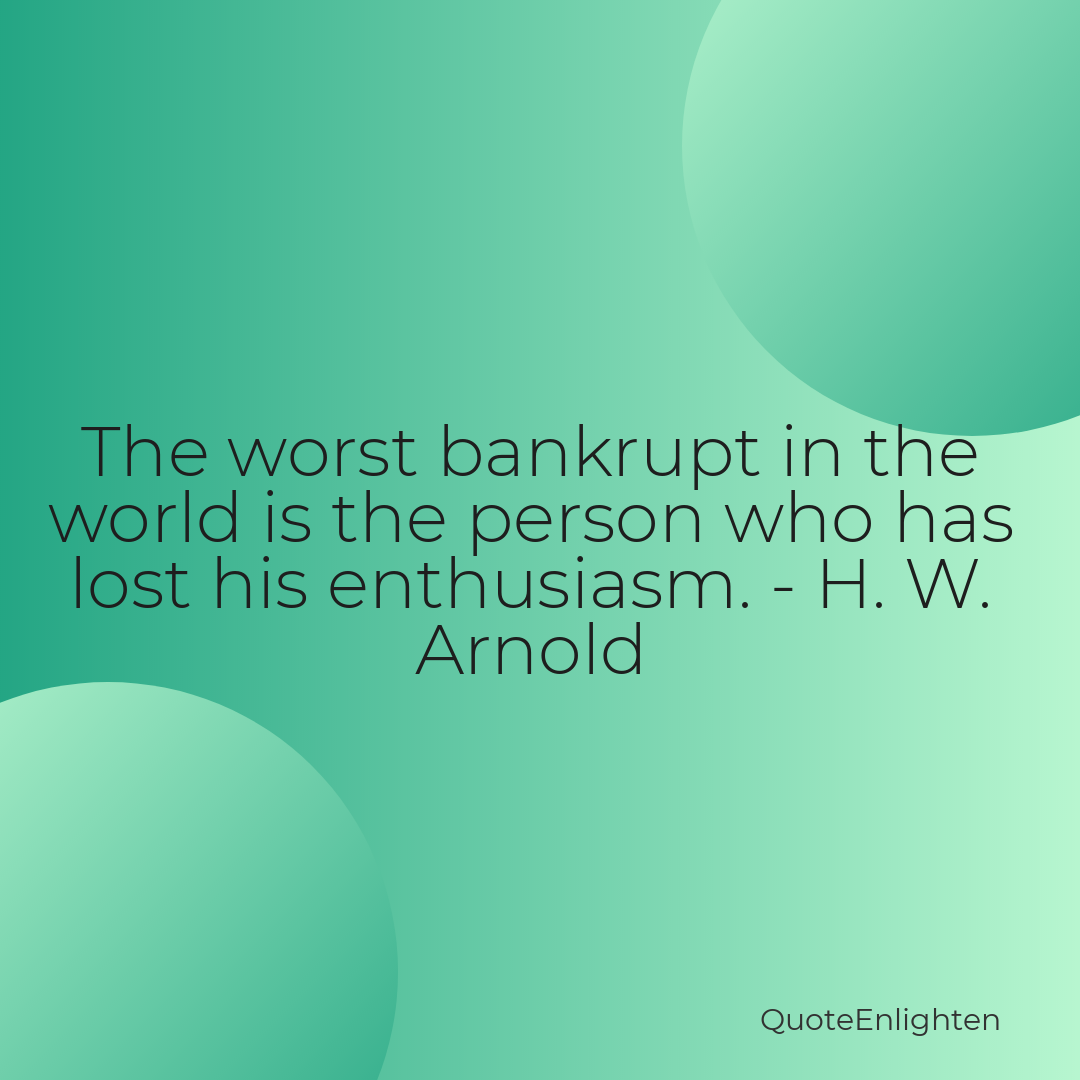 The worst bankrupt in the
world is the person who has
lost his enthusiasm. - H. W.
Arnold
QuoteEnlighten